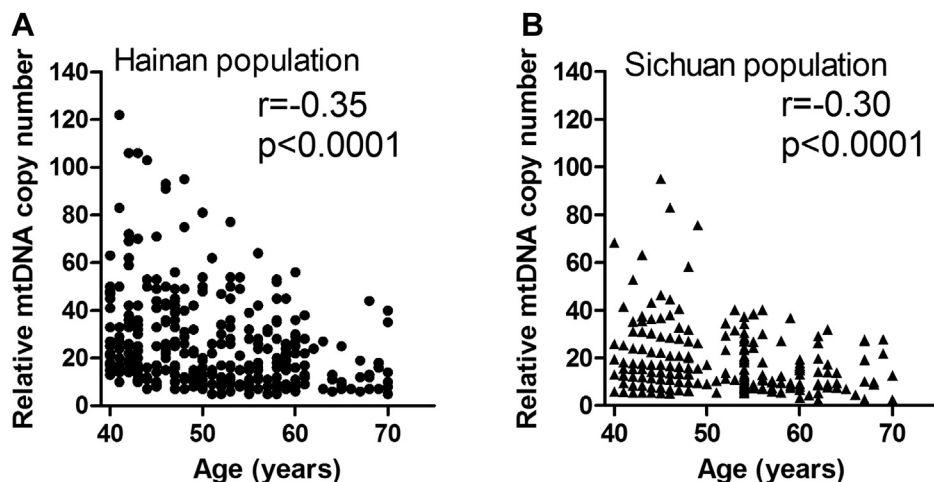 A
Hainan population
r=-0.35
p<0.0001
Relative mtDNA copy number
140
120
100
80
60
40
20
0
40 50 60 70
Age (years)
B
Sichuan population
r=-0.30
p<0.0001
Relative mtDNA copy number
140
120
100
80
60
40
20
0
40 50 60 70
Age (years)